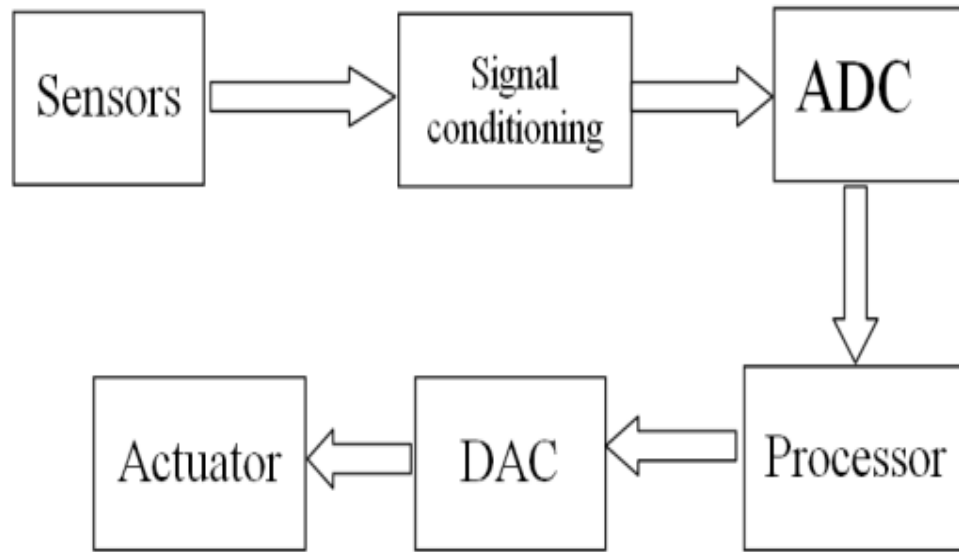 Sensors
Signal
conditioning
ADC
Actuator
DAC
Processor